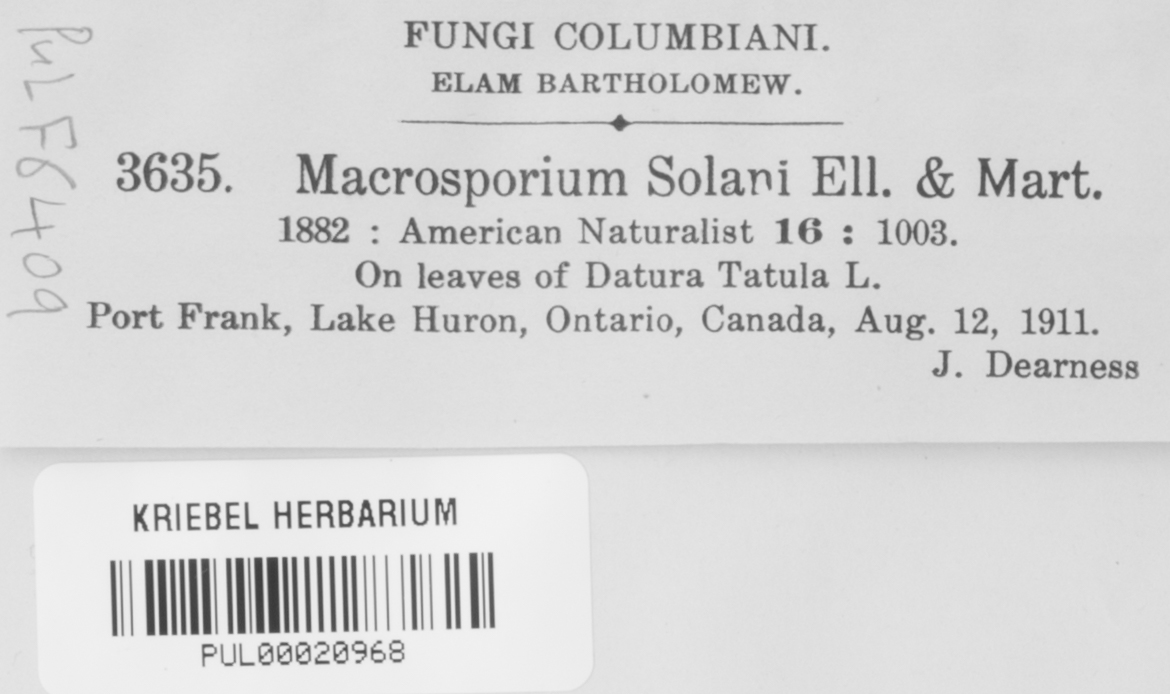 FUNGI COLUMBIANI.
ELAM BARTHOLOMEW.
3635. Macrosporium Solani Ell. & Mart.
1882 : American Naturalist 16 : 1003.
On leaves of Datura Tatula L.
Port Frank, Lake Huron, Ontario, Canada, Aug. 12, 1911.
J. Dearness
PUL F6409
KRIEBEL HERBARIUM
PUL00020968